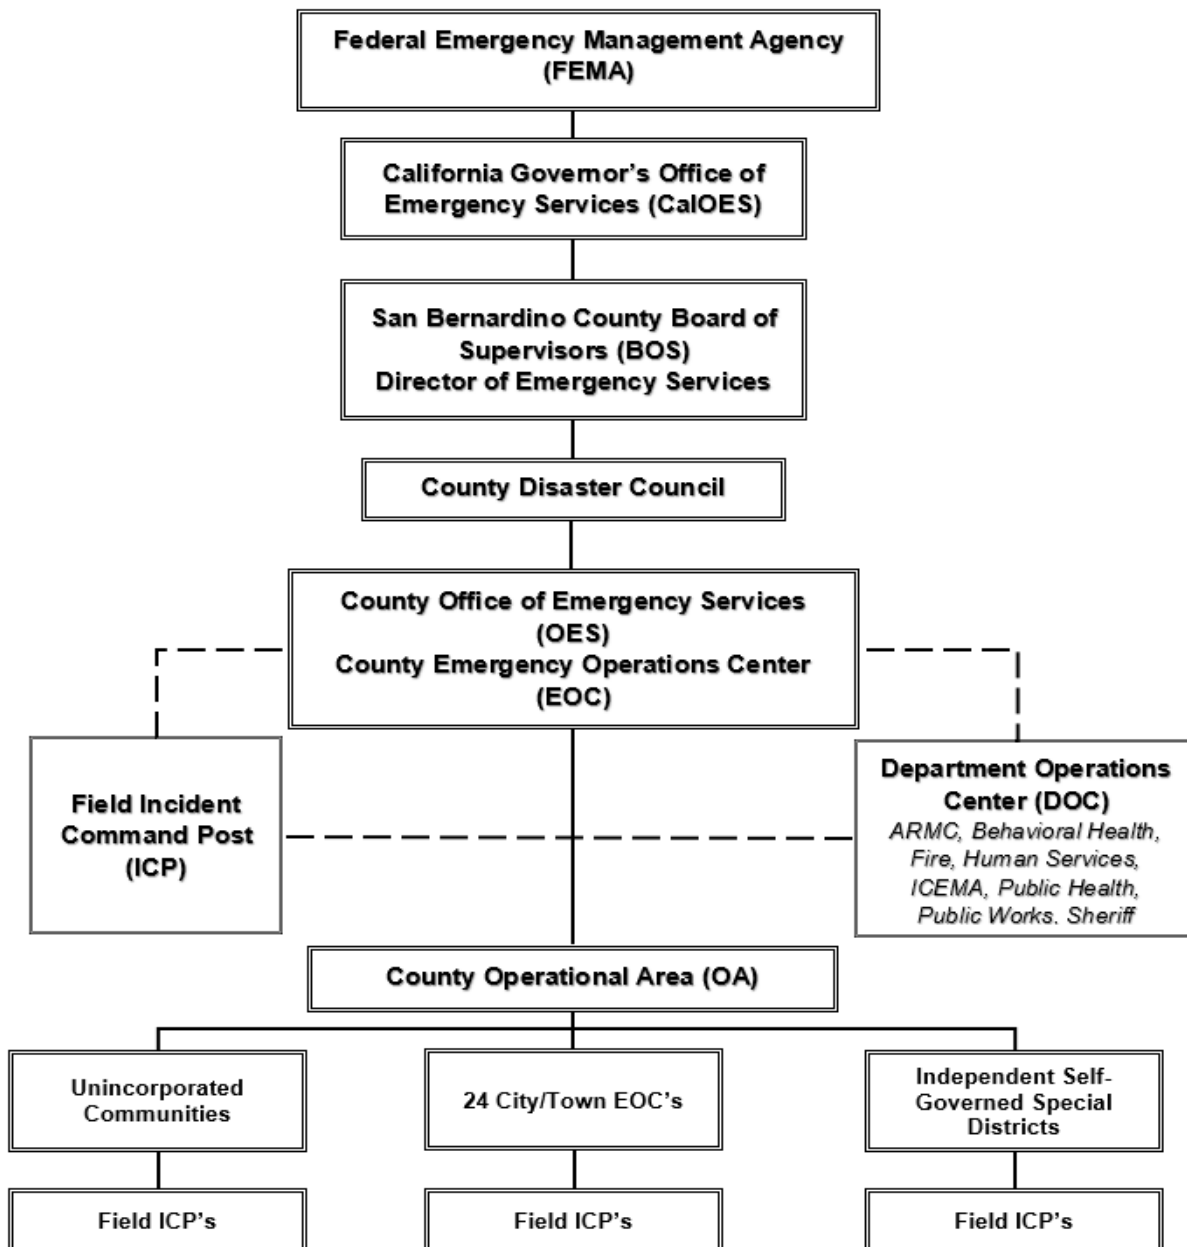 Federal Emergency Management Agency
(FEMA)
California Governor's Office of
Emergency Services (CalOES)
San Bernardino County Board of
Supervisors (BOS)
Director of Emergency Services
County Disaster Council
County Office of Emergency Services
(OES)
County Emergency Operations Center
(EOC)
Field Incident
Command Post
(ICP)
Department Operations
Center (DOC)
ARMC, Behavioral Health,
Fire, Human Services,
ICEMA, Public Health,
Public Works. Sheriff
County Operational Area (OA)
Unincorporated
Communities
24 City/Town EOC's
Independent Self-
Governed Special
Districts
Field ICP's
Field ICP's
Field ICP's